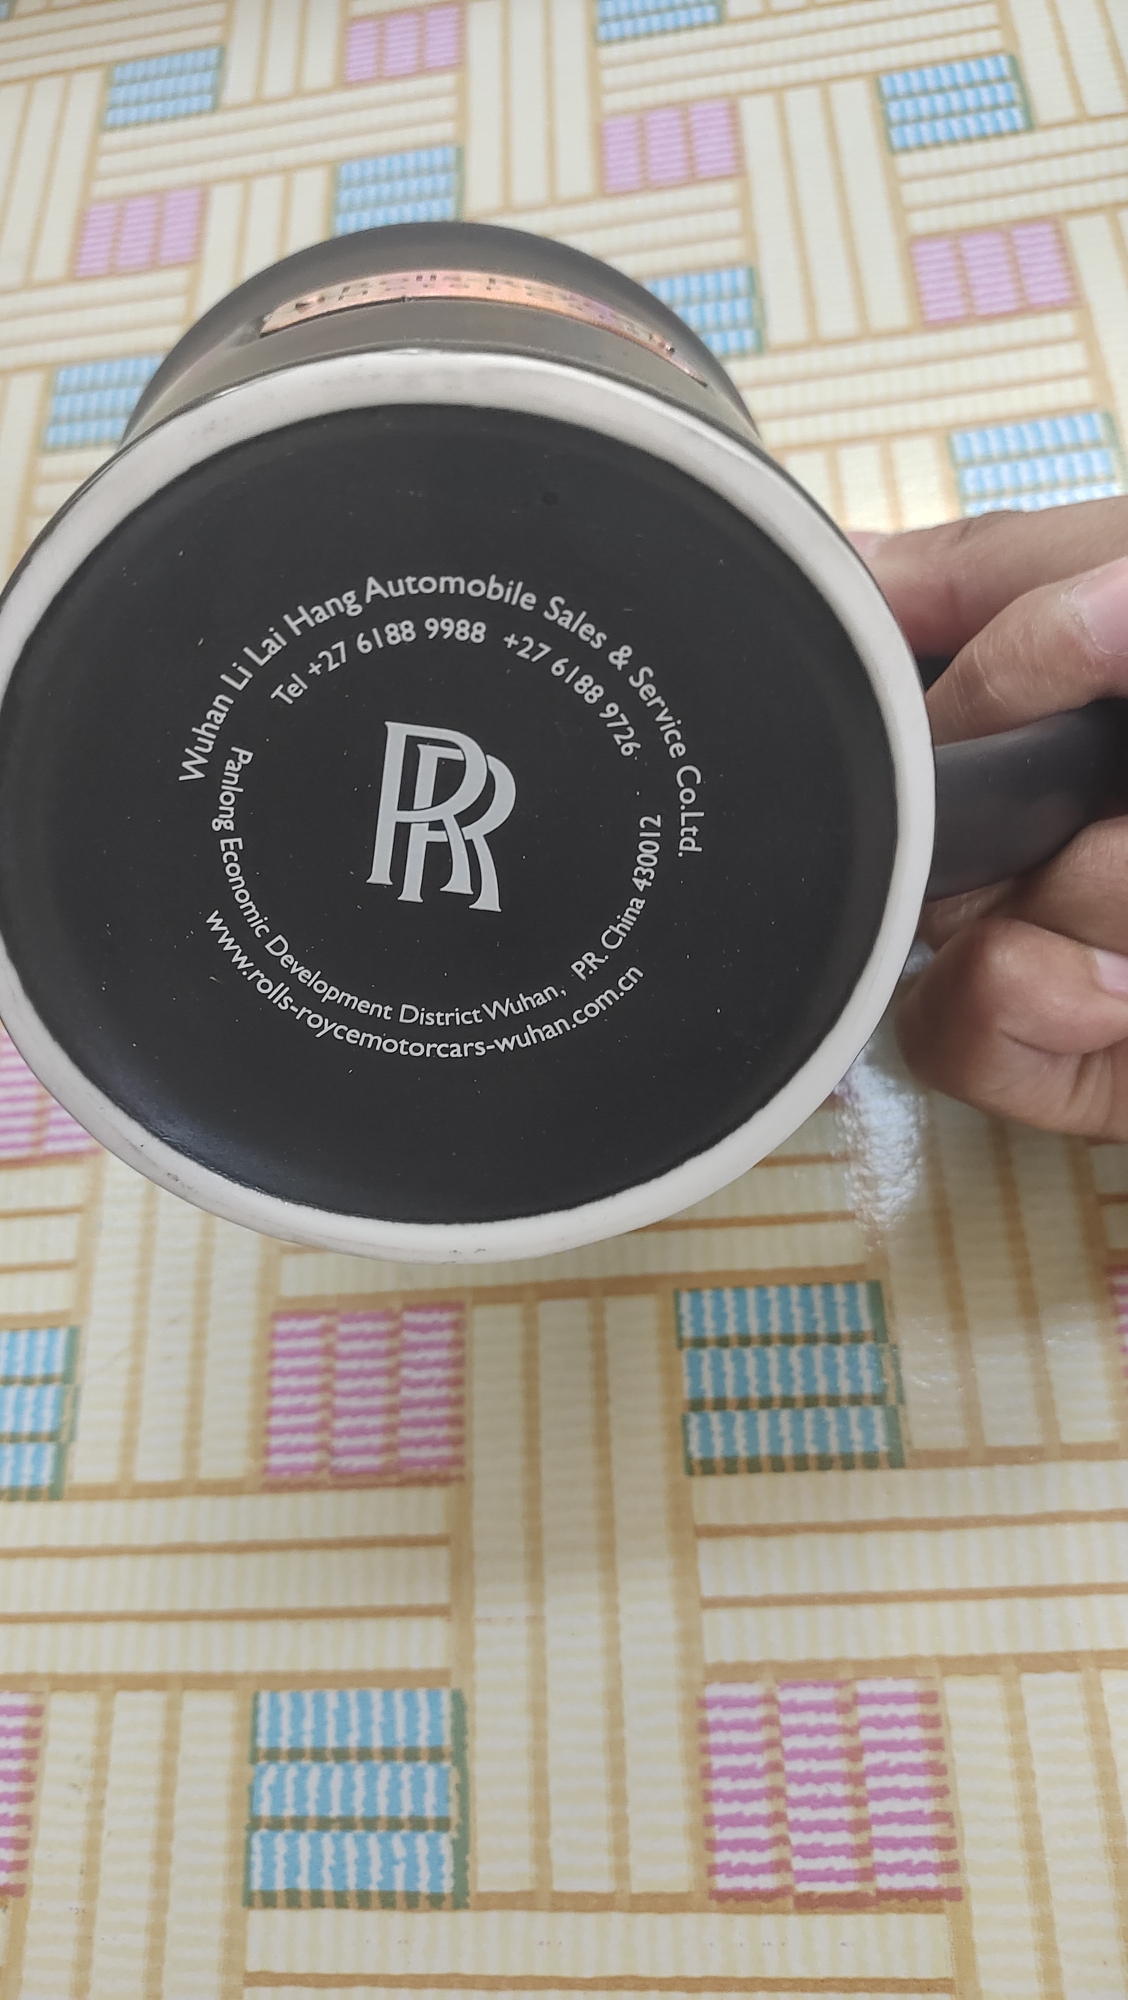 Wuhan Li Lai Hang Automobile Sales & Service Co.Ltd.
Tel +27 6188 9988 +27 6188 9726
RR
Panlong Economic Development District Wuhan, P.R. China 430012
www.rolls-roycemotorcars-wuhan.com.cn